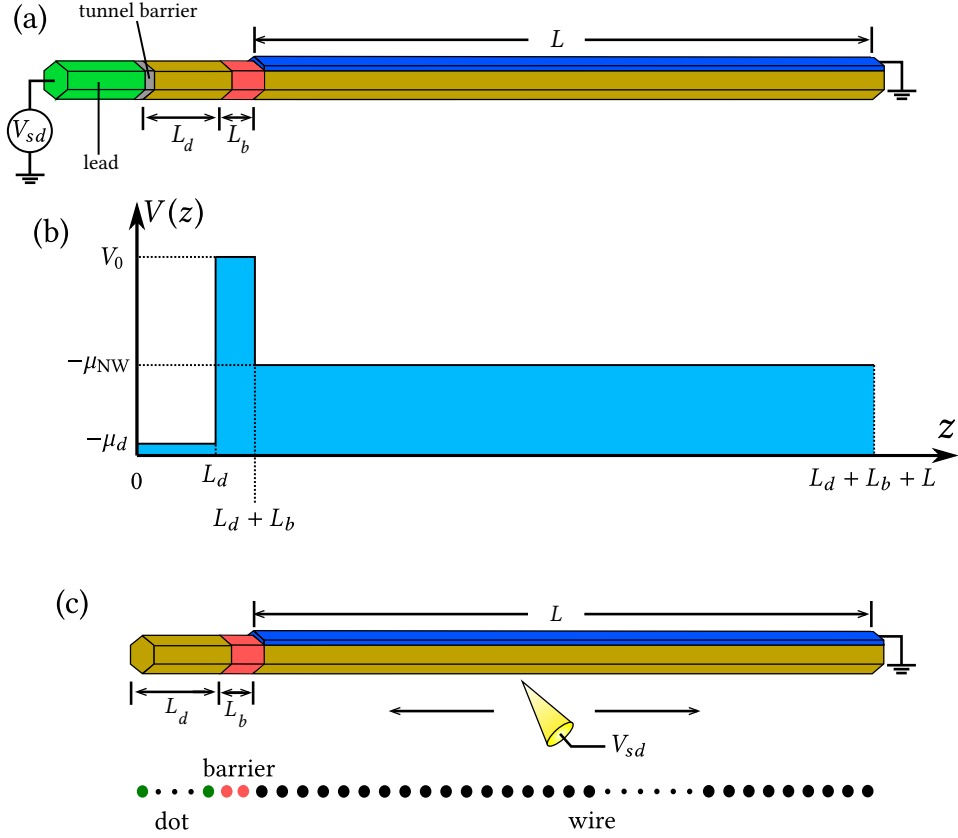 (a)
tunnel barrier
L
V_sd
L_d
L_b
lead
(b)
V(z)
V_0
−μ_NW
−μ_d
z
0
L_d
L_d + L_b
L_d + L_b + L
(c)
L
L_d
L_b
V_sd
barrier
dot
wire